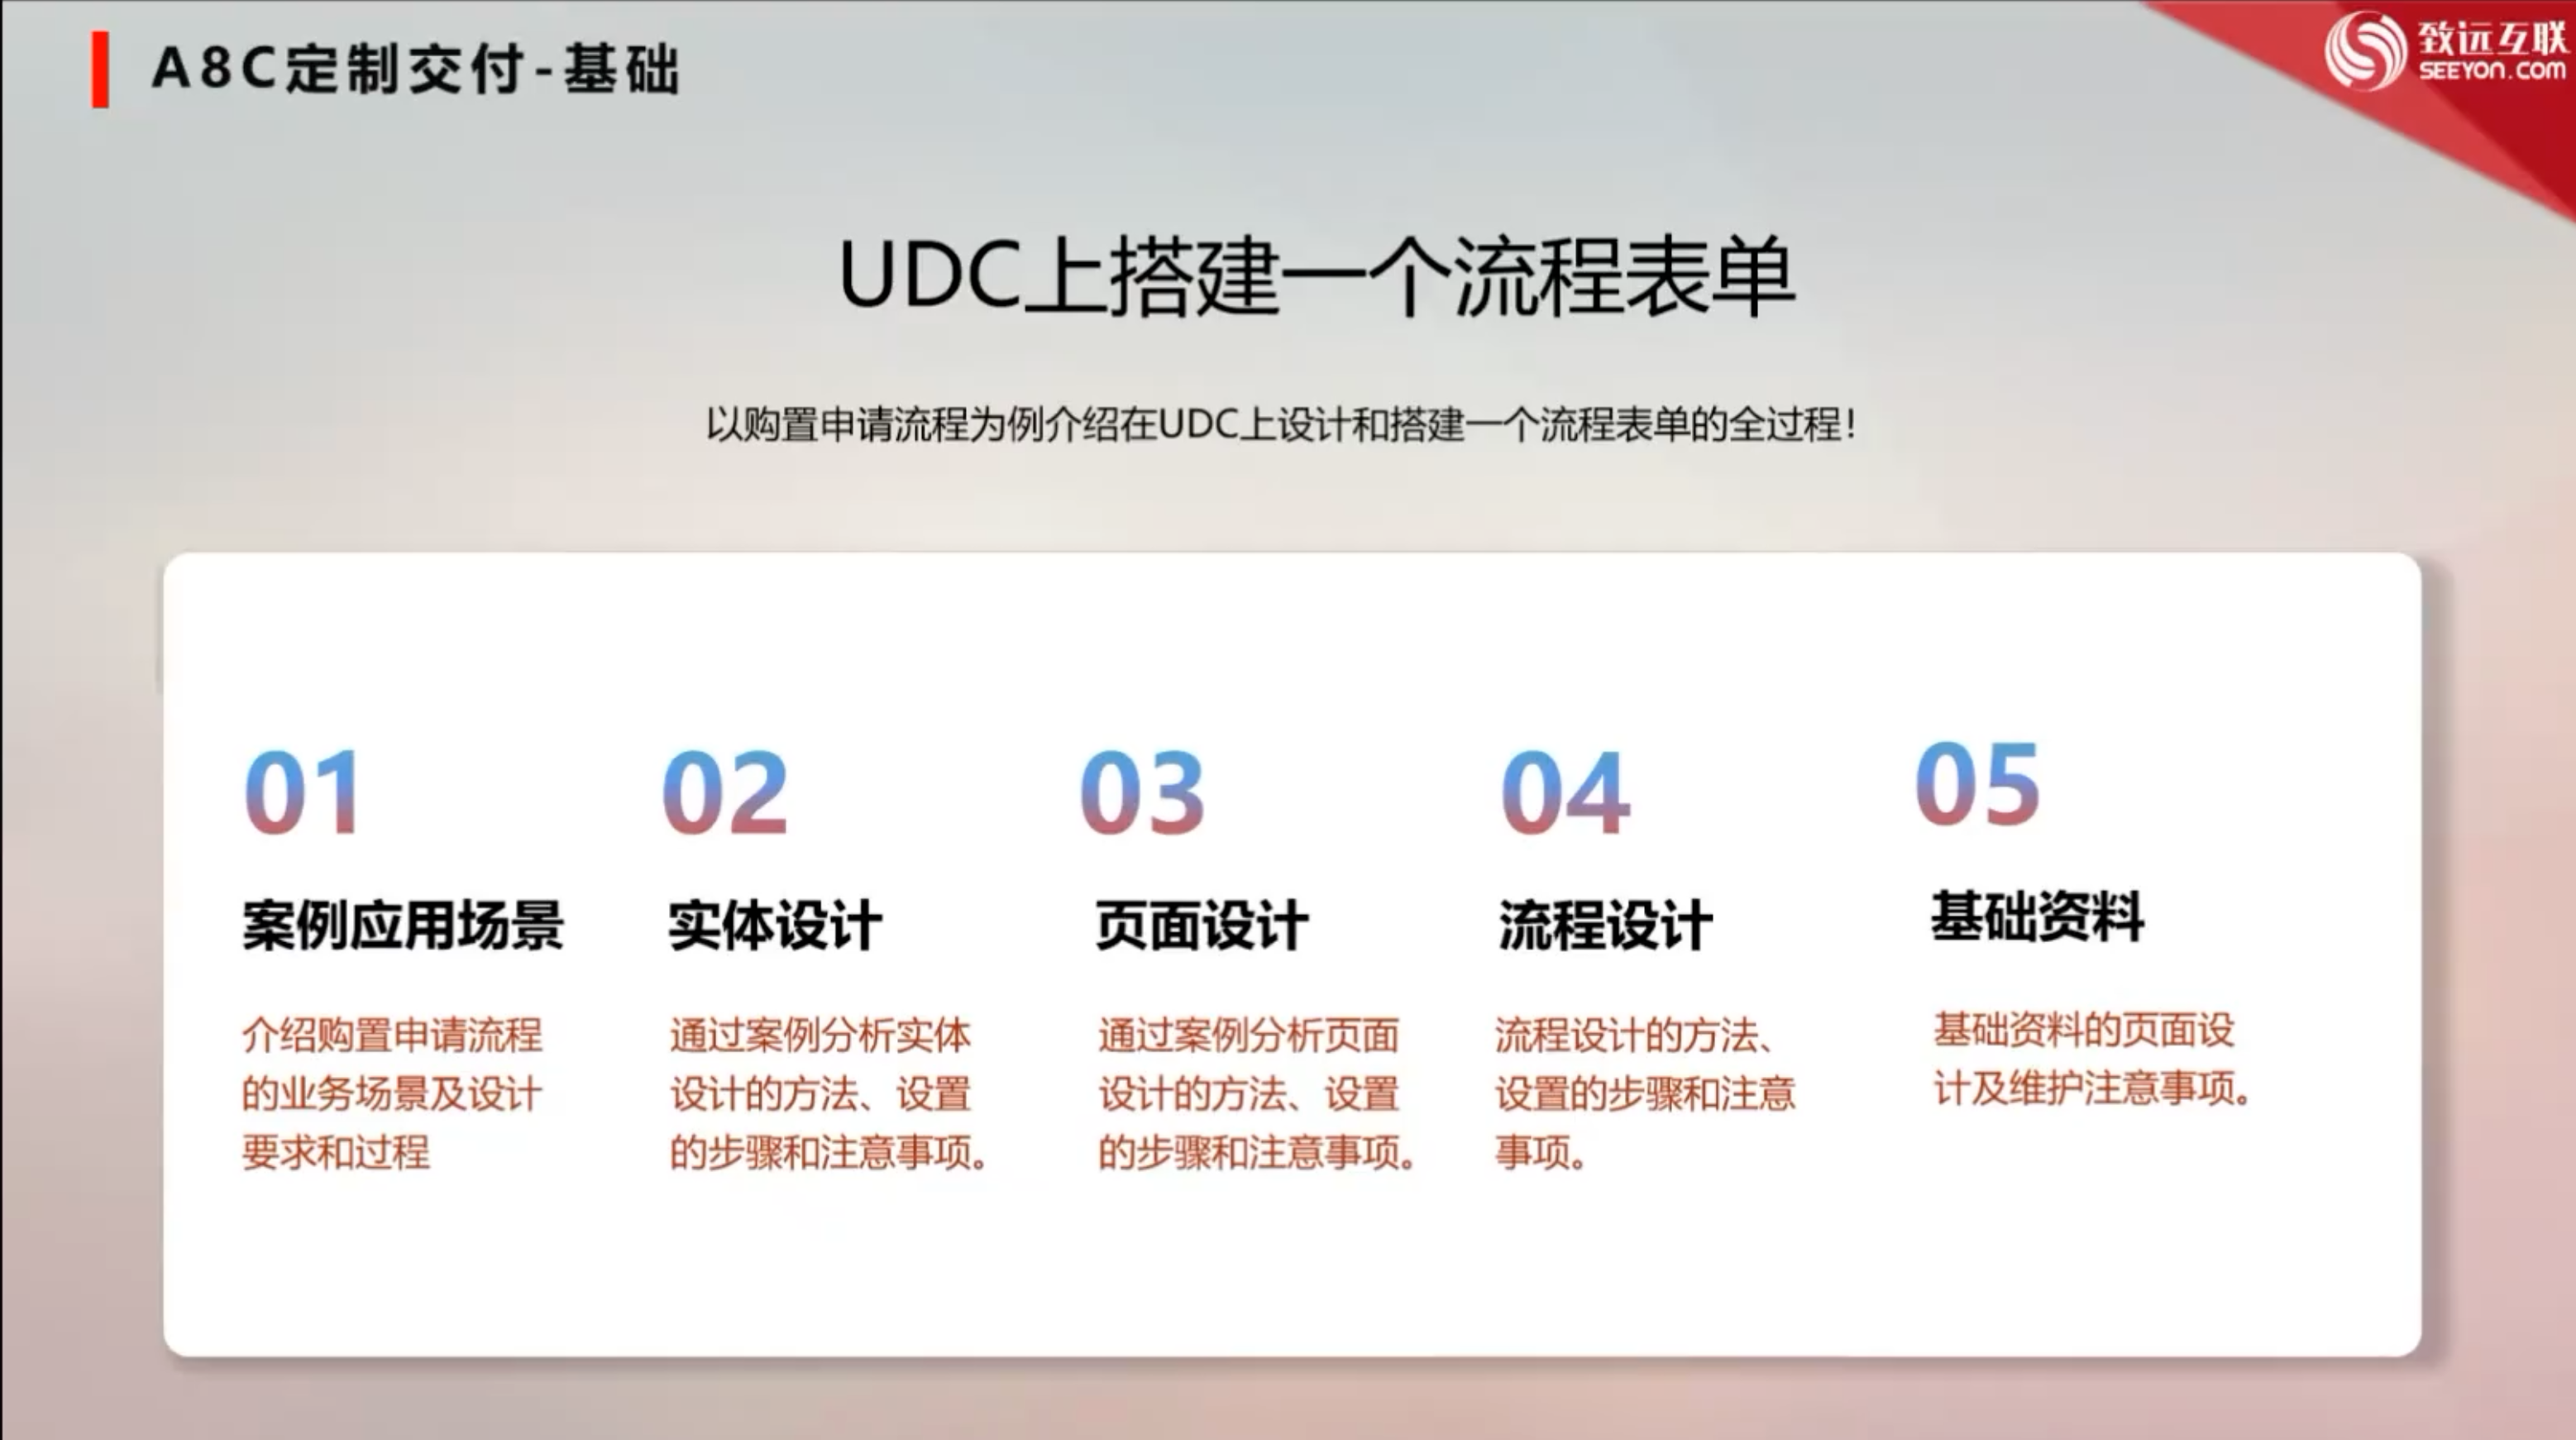 A8C定制交付-基础
致远互联
SEEYON.COM
UDC上搭建一个流程表单
以购置申请流程为例介绍在UDC上设计和搭建一个流程表单的全过程！
01
案例应用场景
介绍购置申请流程
的业务场景及设计
要求和过程
02
实体设计
通过案例分析实体
设计的方法、设置
的步骤和注意事项。
03
页面设计
通过案例分析页面
设计的方法、设置
的步骤和注意事项。
04
流程设计
流程设计的方法、
设置的步骤和注意
事项。
05
基础资料
基础资料的页面设
计及维护注意事项。